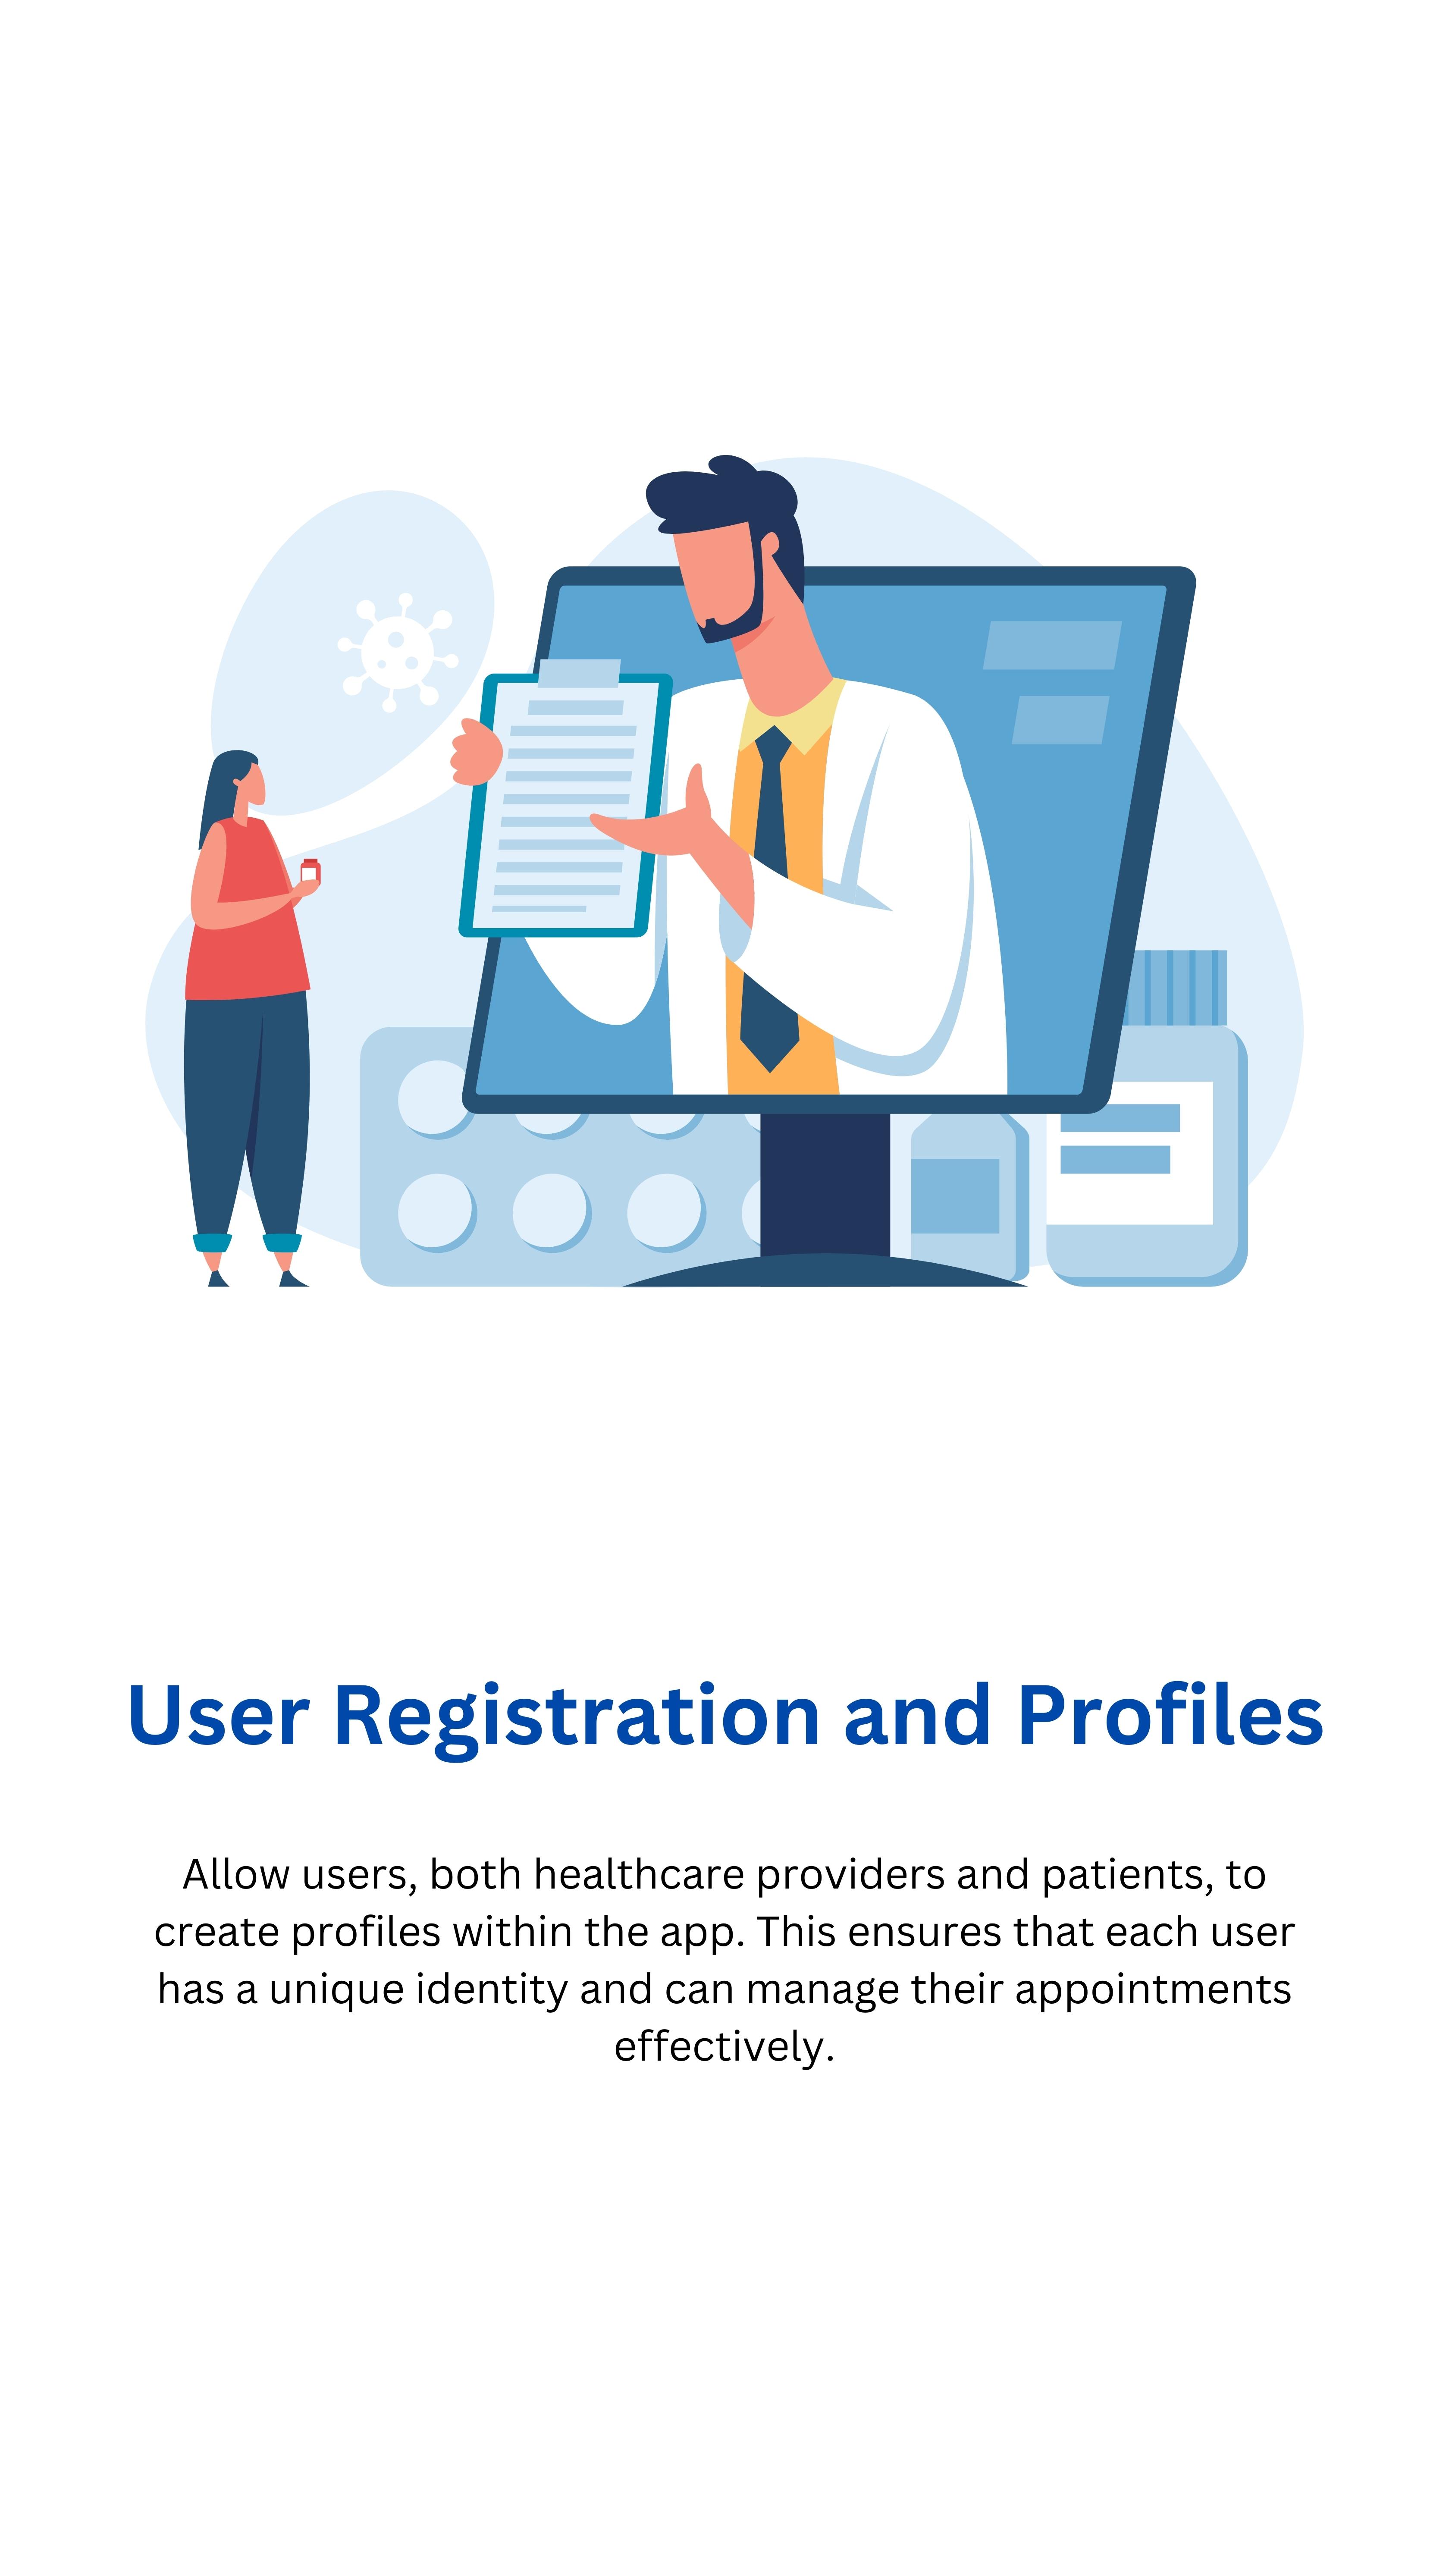 User Registration and Profiles
Allow users, both healthcare providers and patients, to
create profiles within the app. This ensures that each user
has a unique identity and can manage their appointments
effectively.